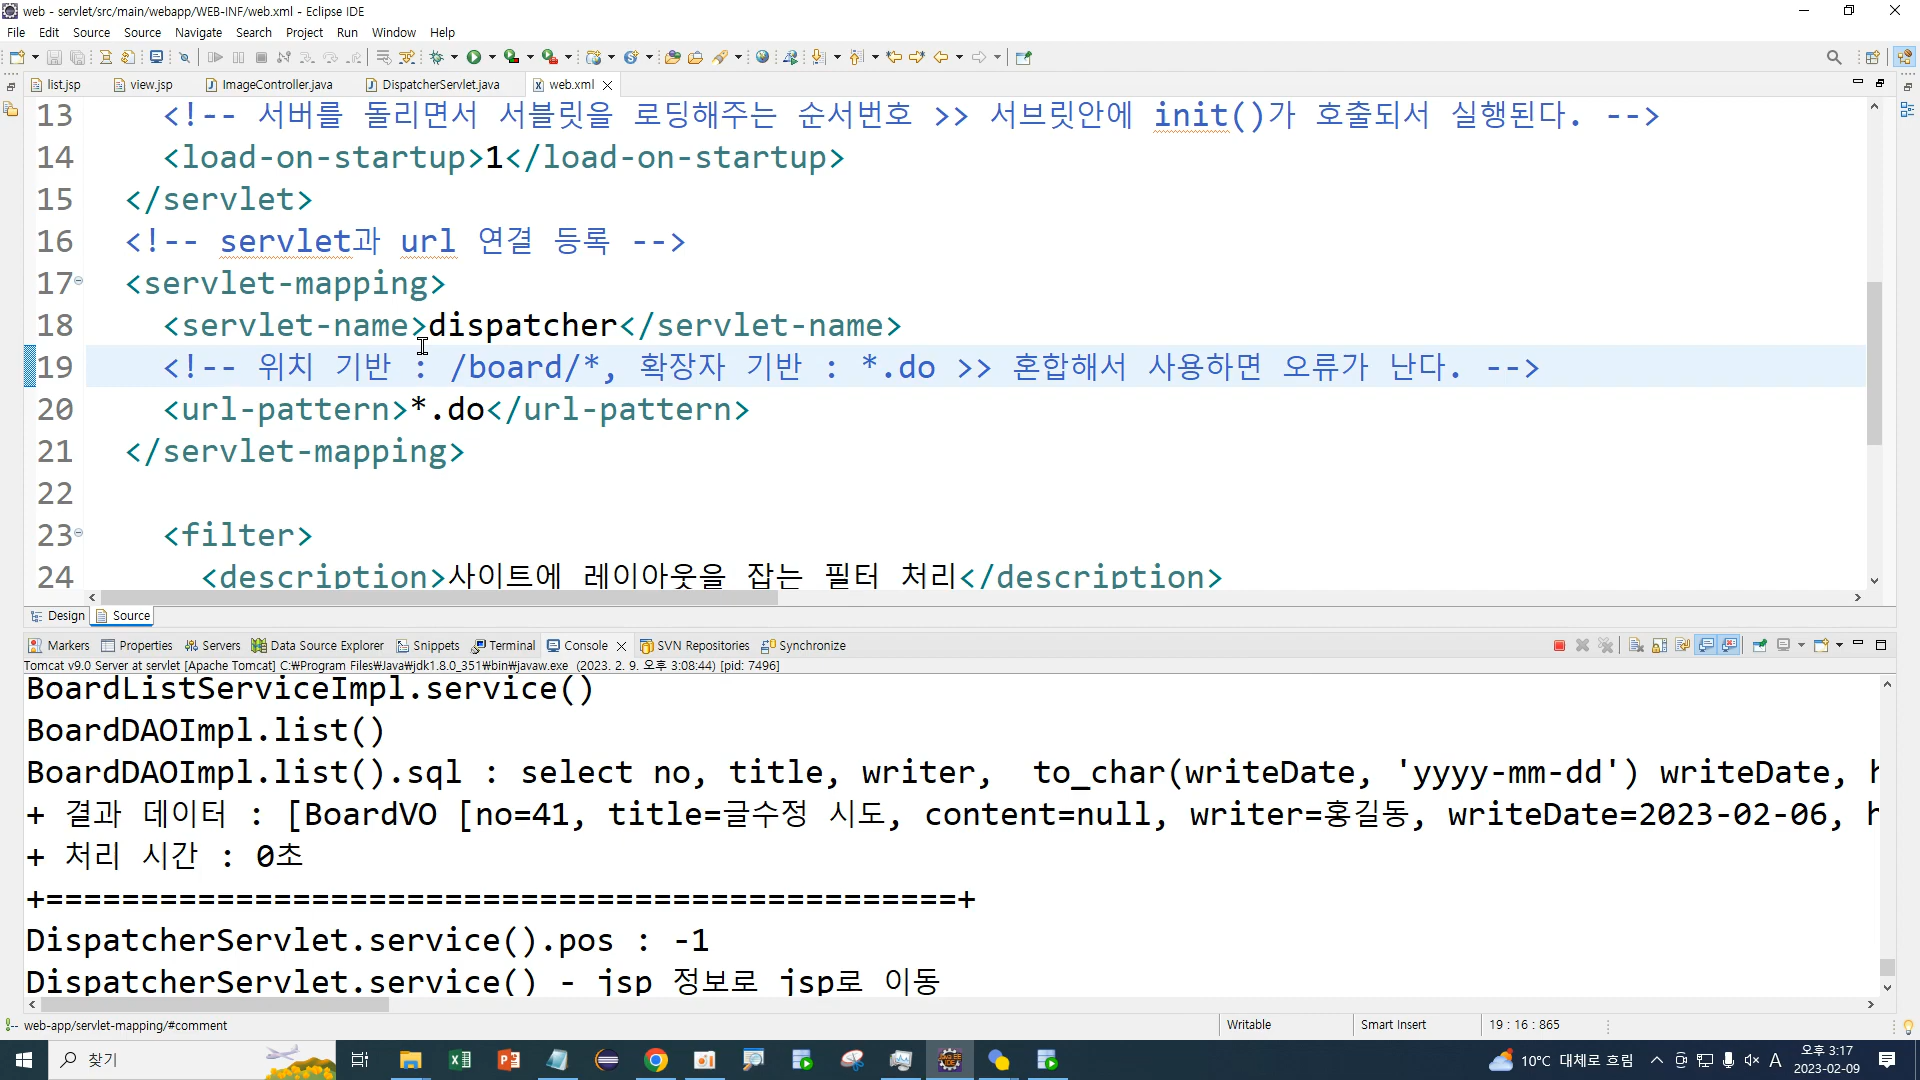 web - servlet/src/main/webapp/WEB-INF/web.xml - Eclipse IDE
File Edit Source Source Navigate Search Project Run Window Help
list.jsp view.jsp ImageController.java DispatcherServlet.java web.xml
13 <!-- 서버를 돌리면서 서블릿을 로딩해주는 순서번호 >> 서브릿안에 init()가 호출되서 실행된다. -->
14 <load-on-startup>1</load-on-startup>
15 </servlet>
16 <!-- servlet과 url 연결 등록 -->
17 <servlet-mapping>
18 <servlet-name>dispatcher</servlet-name>
19 <!-- 위치 기반 : /board/*, 확장자 기반 : *.do >> 혼합해서 사용하면 오류가 난다. -->
20 <url-pattern>*.do</url-pattern>
21 </servlet-mapping>
22
23 <filter>
24 <description>사이트에 레이아웃을 잡는 필터 처리</description>
Design Source
Markers Properties Servers Data Source Explorer Snippets Terminal Console SVN Repositories Synchronize
Tomcat v9.0 Server at servlet [Apache Tomcat] C:₩Program Files₩Java₩jdk1.8.0_351₩bin₩javaw.exe (2023. 2. 9. 오후 3:08:44) [pid: 7496]
BoardListServiceImpl.service()
BoardDAOImpl.list()
BoardDAOImpl.list().sql : select no, title, writer, to_char(writeDate, 'yyyy-mm-dd') writeDate, h
+ 결과 데이터 : [BoardVO [no=41, title=글수정 시도, content=null, writer=홍길동, writeDate=2023-02-06, h
+ 처리 시간 : 0초
+================================================+
DispatcherServlet.service().pos : -1
DispatcherServlet.service() - jsp 정보로 jsp로 이동
web-app/servlet-mapping/#comment Writable Smart Insert 19 : 16 : 865
찾기 10°C 대체로 흐림 A 오후 3:17
2023-02-09